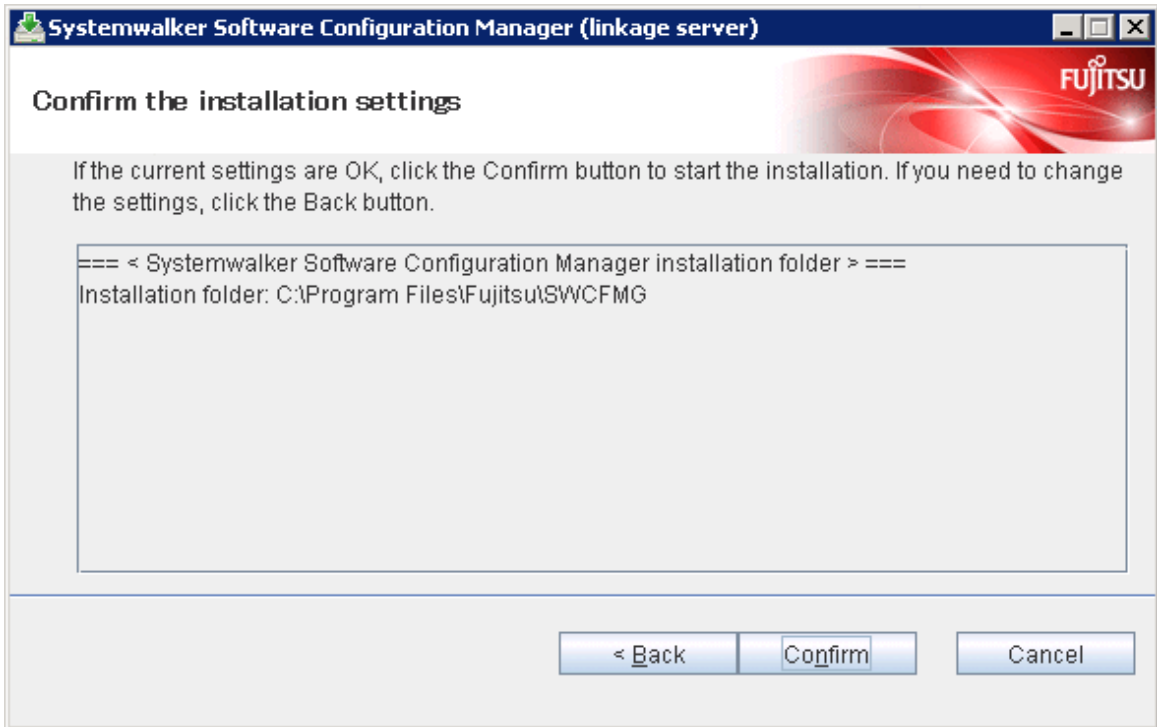 Systemwalker Software Configuration Manager (linkage server)
FUJITSU
Confirm the installation settings
If the current settings are OK, click the Confirm button to start the installation. If you need to change
the settings, click the Back button.
=== < Systemwalker Software Configuration Manager installation folder > ===
Installation folder: C:\Program Files\Fujitsu\SWCFMG
< Back
Confirm
Cancel